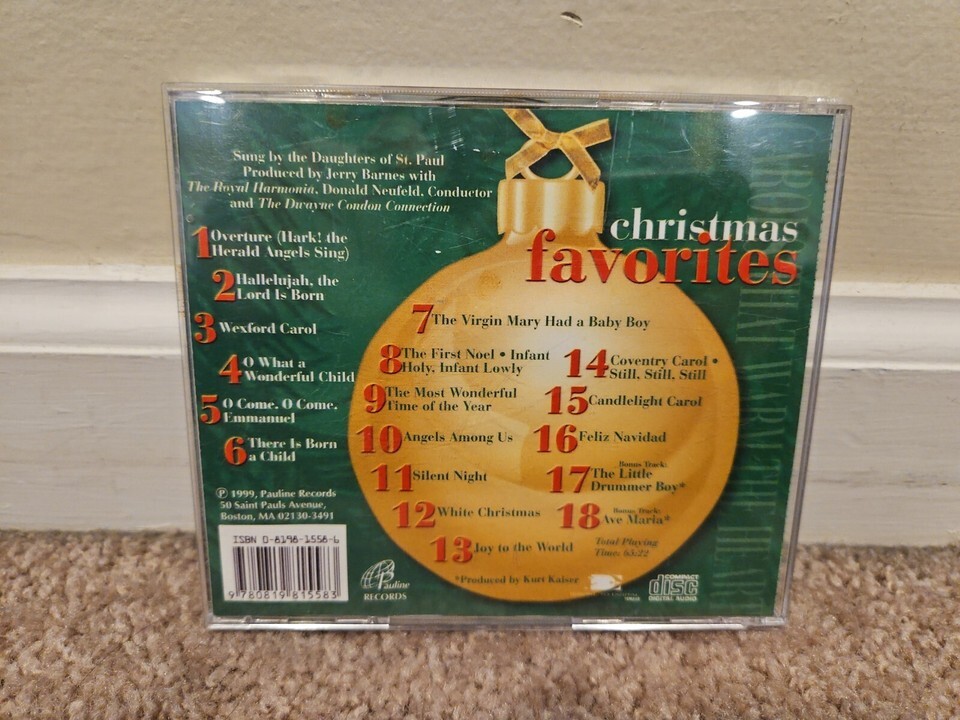 Sung by the Daughters of St. Paul
Produced by Jerry Barnes with
The Royal Harmonia, Donald Neufeld, Conductor
and The Dwayne Condon Connection
christmas
favorites
1 Overture (Hark! the
Herald Angels Sing)
2 Hallelujah, the
Lord Is Born
3 Wexford Carol
4 O What a
Wonderful Child
5 O Come, O Come,
Emmanuel
6 There Is Born
a Child
7 The Virgin Mary Had a Baby Boy
8 The First Noel • Infant
Holy, Infant Lowly
9 The Most Wonderful
Time of the Year
10 Angels Among Us
11 Silent Night
12 White Christmas
13 Joy to the World
14 Coventry Carol •
Still, Still, Still
15 Candlelight Carol
16 Feliz Navidad
Bonus Track:
17 The Little
Drummer Boy*
Bonus Track:
18 Ave Maria*
Total Playing
Time: 65:22
*Produced by Kurt Kaiser
℗ 1999, Pauline Records
50 Saint Pauls Avenue,
Boston, MA 02130-3491
ISBN 0-8198-1558-6
9 780819 815583
Pauline
RECORDS
COMPACT
disc
DIGITAL AUDIO